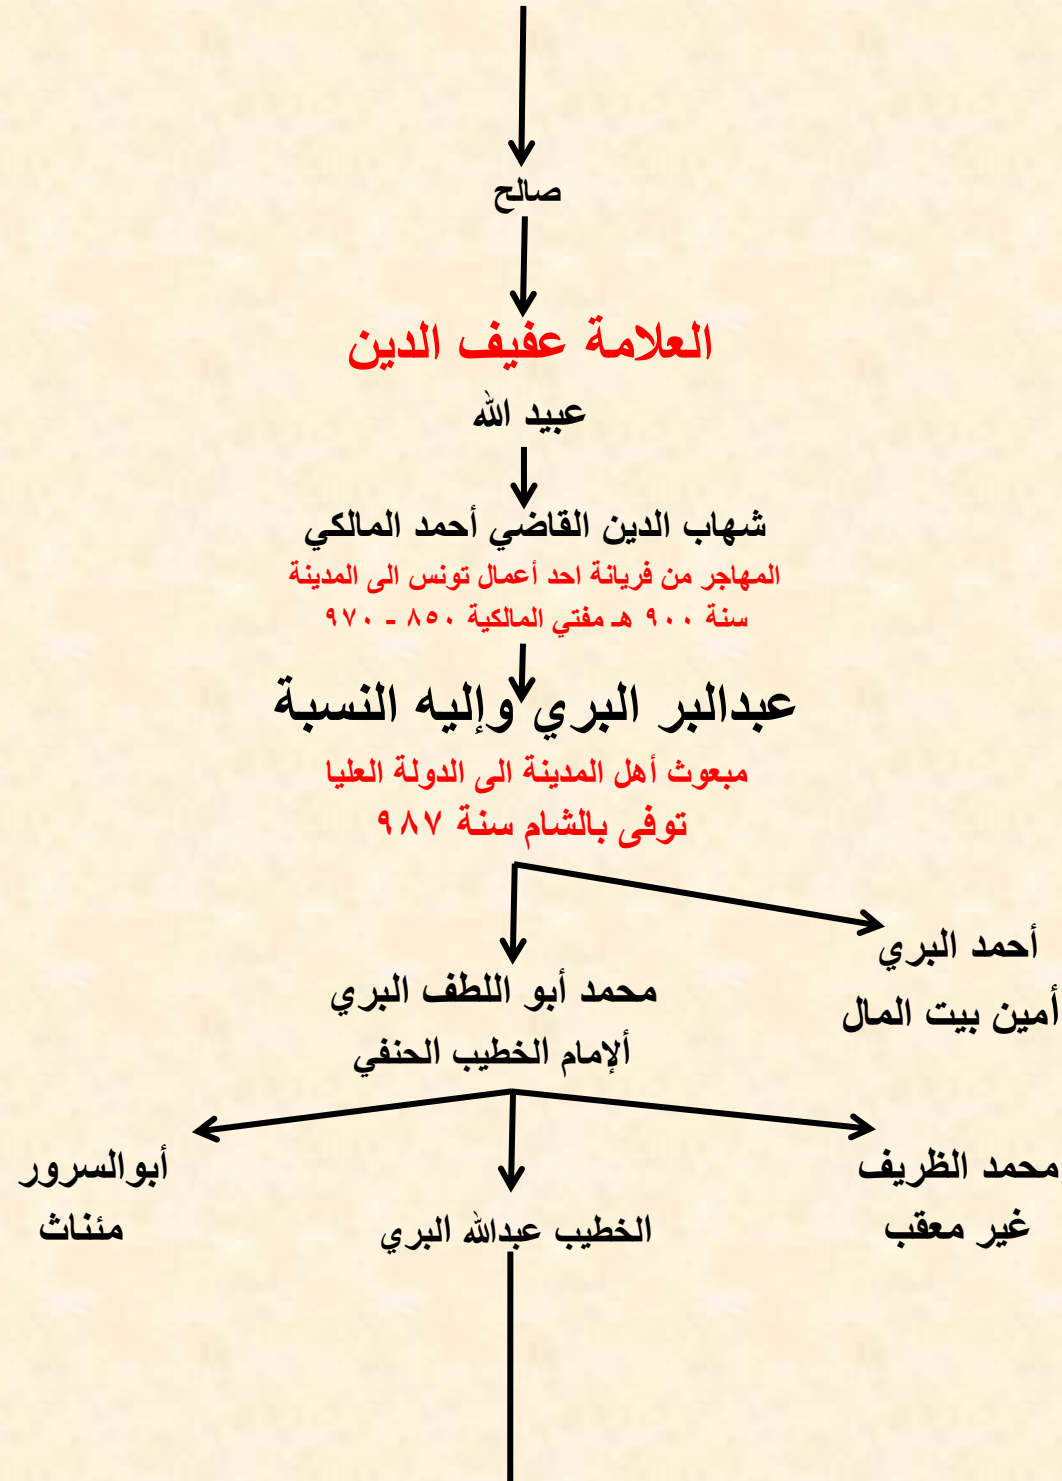 صالح
العلامة عفيف الدين
عبيد الله
شهاب الدين القاضي أحمد المالكي
المهاجر من فريانة احد أعمال تونس الى المدينة
سنة ٩٠٠ هـ مفتي المالكية ٨٥٠ - ٩٧٠
عبدالبر البري وإليه النسبة
مبعوث أهل المدينة الى الدولة العليا
توفى بالشام سنة ٩٨٧
أحمد البري
أمين بيت المال
محمد أبو اللطف البري
ألإمام الخطيب الحنفي
محمد الظريف
غير معقب
الخطيب عبدالله البري
أبوالسرور
مئناث